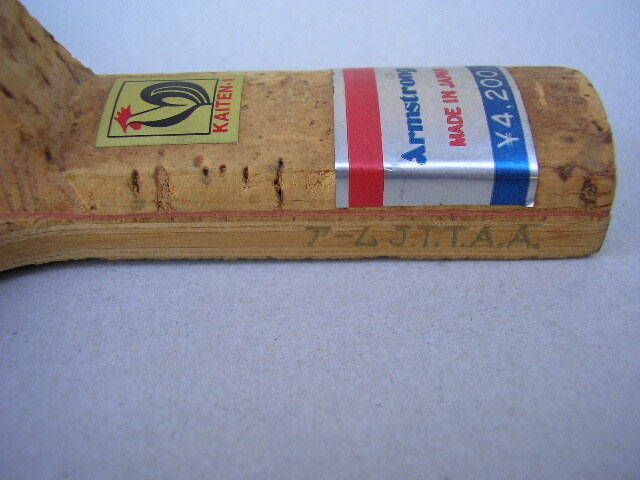 KAITEN-1
Armstrong
MADE IN JAPAN
¥4,200
アームJ.T.T.A.A.